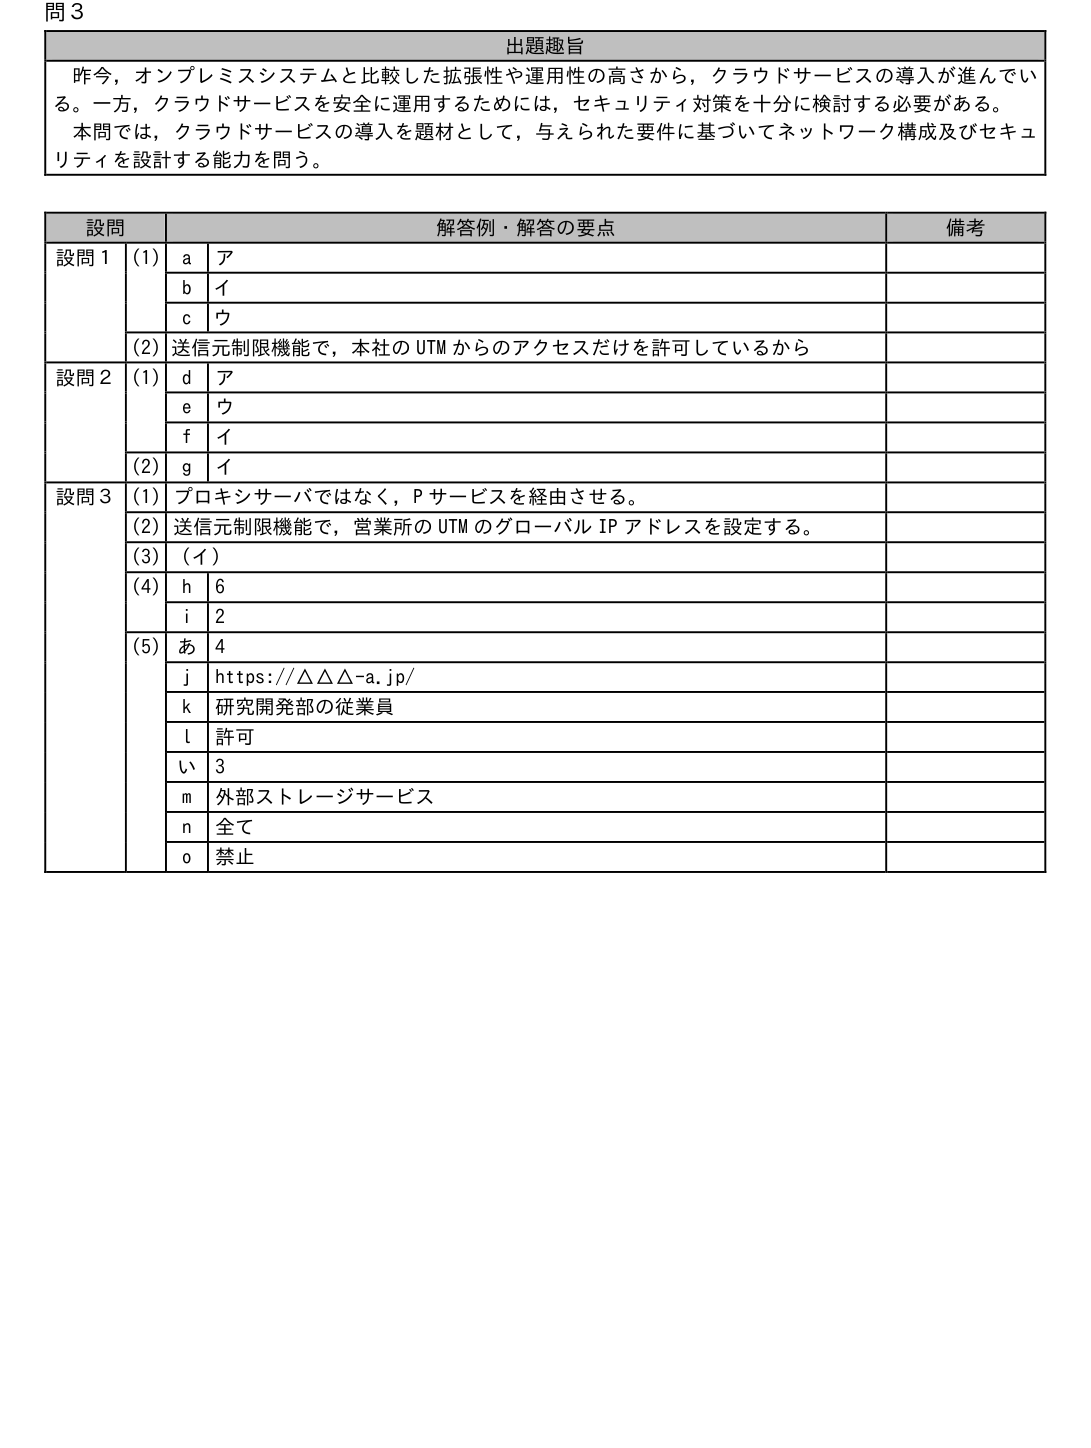 問３
出題趣旨
昨今，オンプレミスシステムと比較した拡張性や運用性の高さから，クラウドサービスの導入が進んでい
る。一方，クラウドサービスを安全に運用するためには，セキュリティ対策を十分に検討する必要がある。
本問では，クラウドサービスの導入を題材として，与えられた要件に基づいてネットワーク構成及びセキュ
リティを設計する能力を問う。
設問 解答例・解答の要点 備考
設問１ (1) a ア
b イ
c ウ
(2) 送信元制限機能で，本社の UTM からのアクセスだけを許可しているから
設問２ (1) d ア
e ウ
f イ
(2) g イ
設問３ (1) プロキシサーバではなく，P サービスを経由させる。
(2) 送信元制限機能で，営業所の UTM のグローバル IP アドレスを設定する。
(3) （イ）
(4) h 6
i 2
(5) あ 4
j https://△△△-a.jp/
k 研究開発部の従業員
l 許可
い 3
m 外部ストレージサービス
n 全て
o 禁止